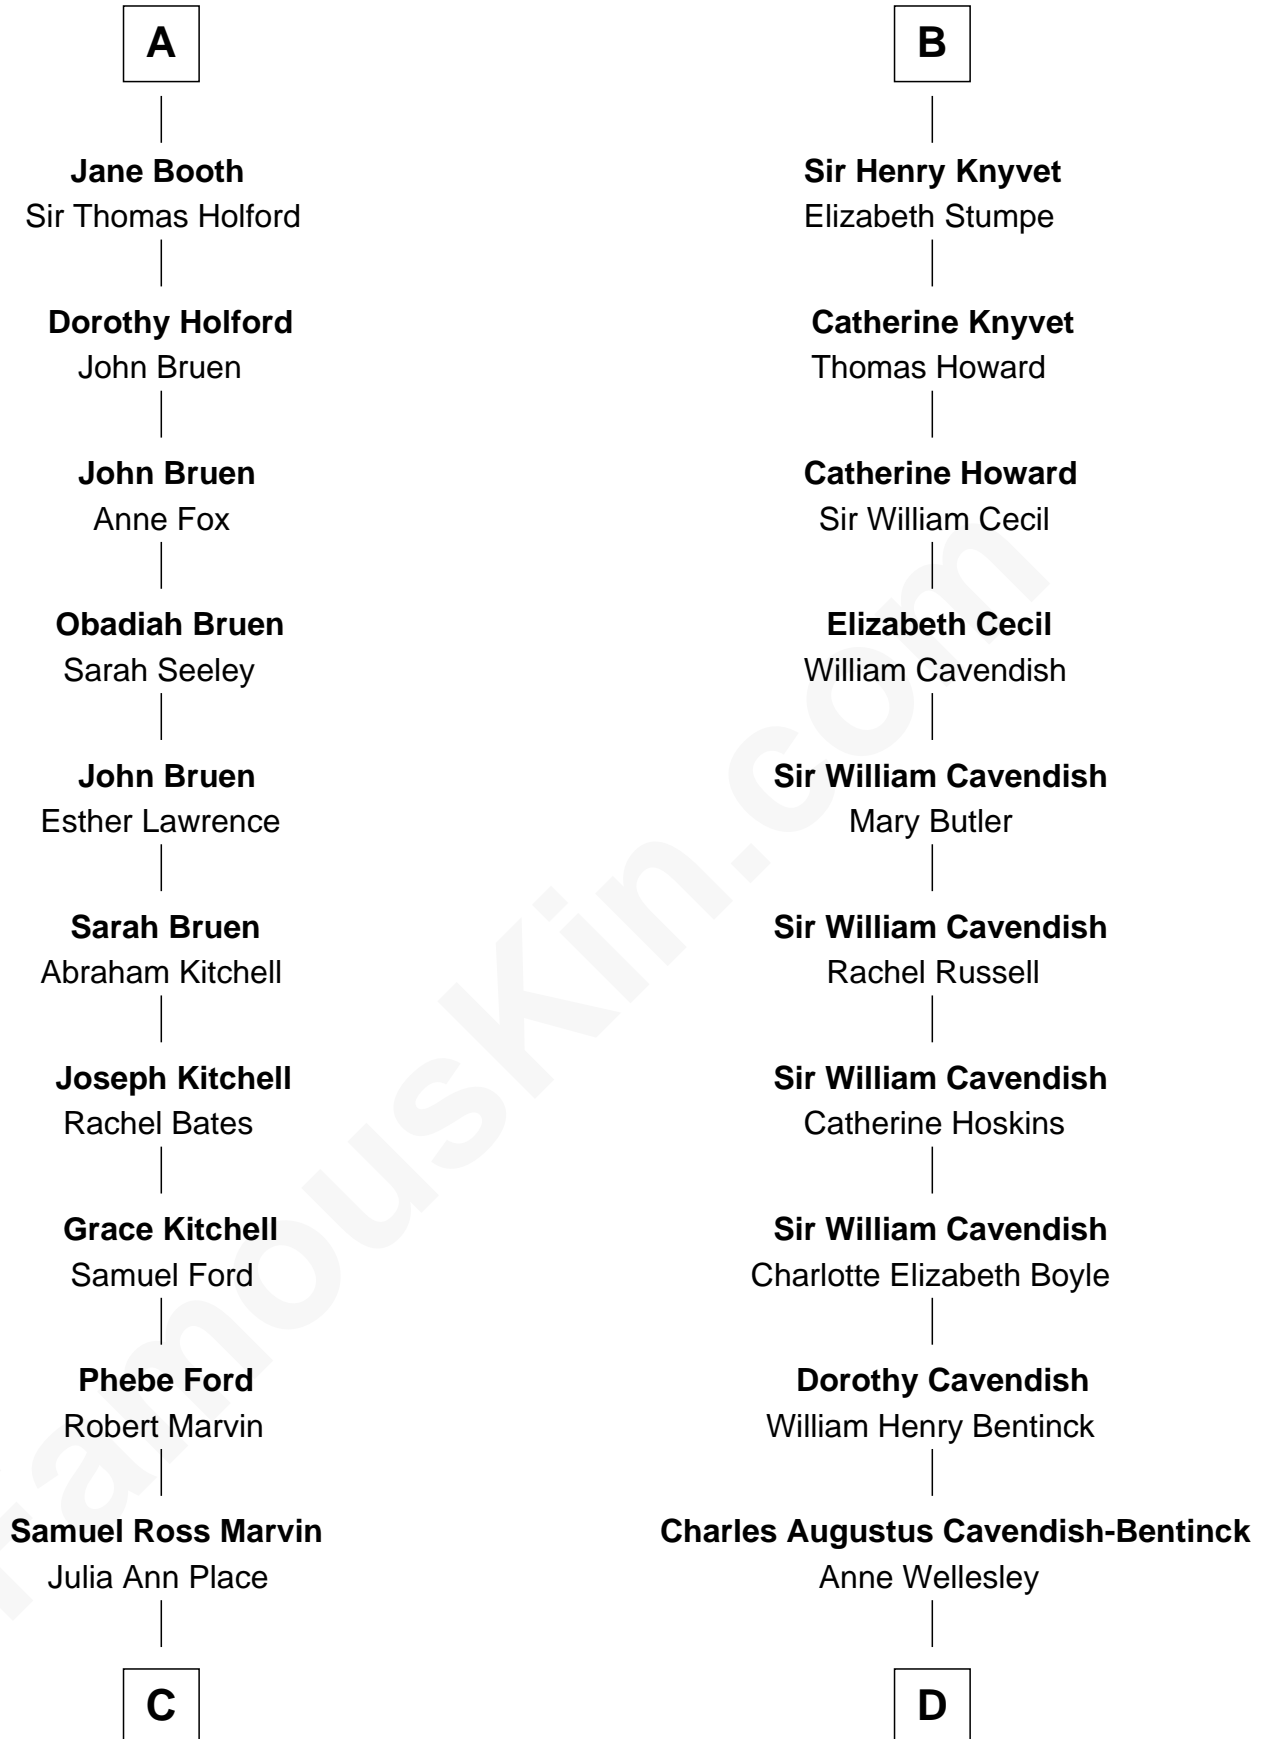 A
Jane Booth
Sir Thomas Holford
Dorothy Holford
John Bruen
John Bruen
Anne Fox
Obadiah Bruen
Sarah Seeley
John Bruen
Esther Lawrence
Sarah Bruen
Abraham Kitchell
Joseph Kitchell
Rachel Bates
Grace Kitchell
Samuel Ford
Phebe Ford
Robert Marvin
Samuel Ross Marvin
Julia Ann Place
C
B
Sir Henry Knyvet
Elizabeth Stumpe
Catherine Knyvet
Thomas Howard
Catherine Howard
Sir William Cecil
Elizabeth Cecil
William Cavendish
Sir William Cavendish
Mary Butler
Sir William Cavendish
Rachel Russell
Sir William Cavendish
Catherine Hoskins
Sir William Cavendish
Charlotte Elizabeth Boyle
Dorothy Cavendish
William Henry Bentinck
Charles Augustus Cavendish-Bentinck
Anne Wellesley
D
FamousKin.com